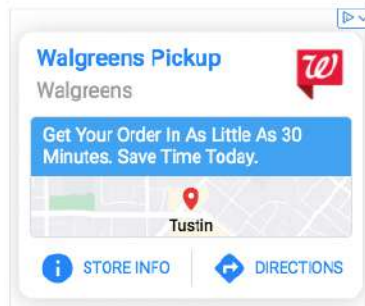 Walgreens Pickup
Walgreens
Get Your Order In As Little As 30
Minutes. Save Time Today.
Tustin
STORE INFO
DIRECTIONS